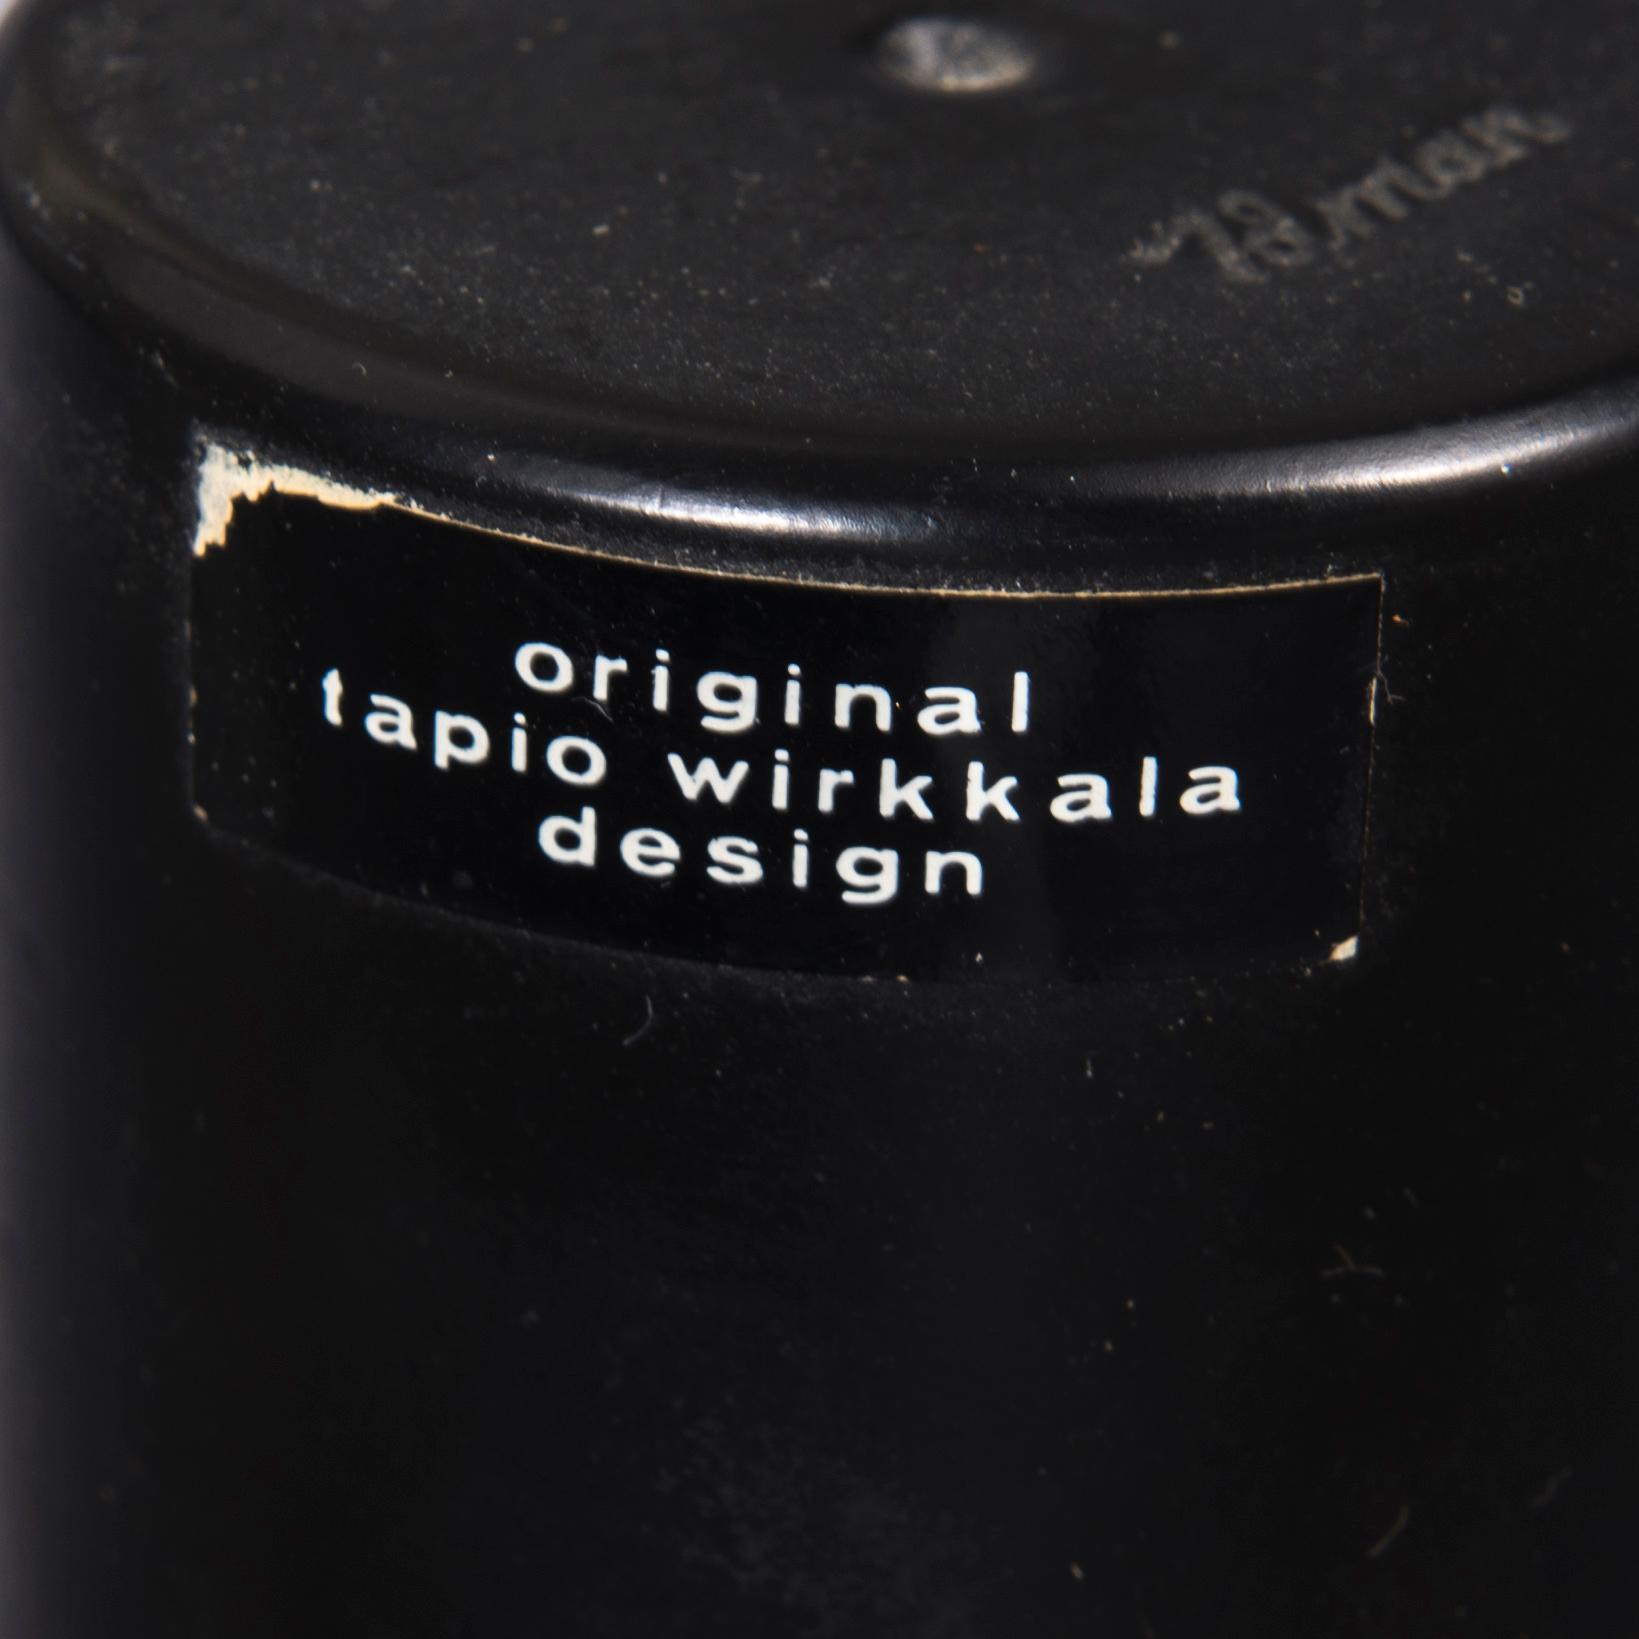 original
tapio wirkkala
design